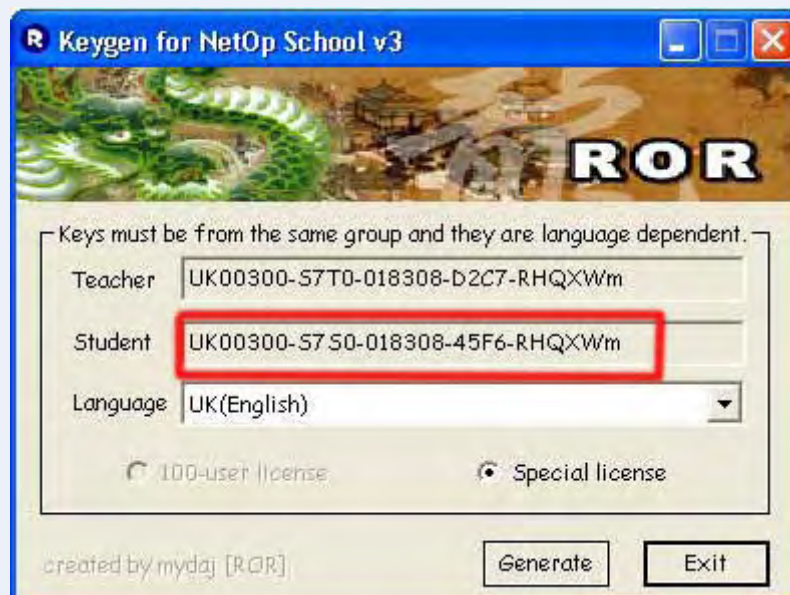 Keygen for NetOp School v3
ROR
Keys must be from the same group and they are language dependent.
Teacher UK00300-S7T0-018308-D2C7-RHQXWm
Student UK00300-S7S0-018308-45F6-RHQXWm
Language UK(English)
100-user license Special license
created by mydaj [ROR] Generate Exit